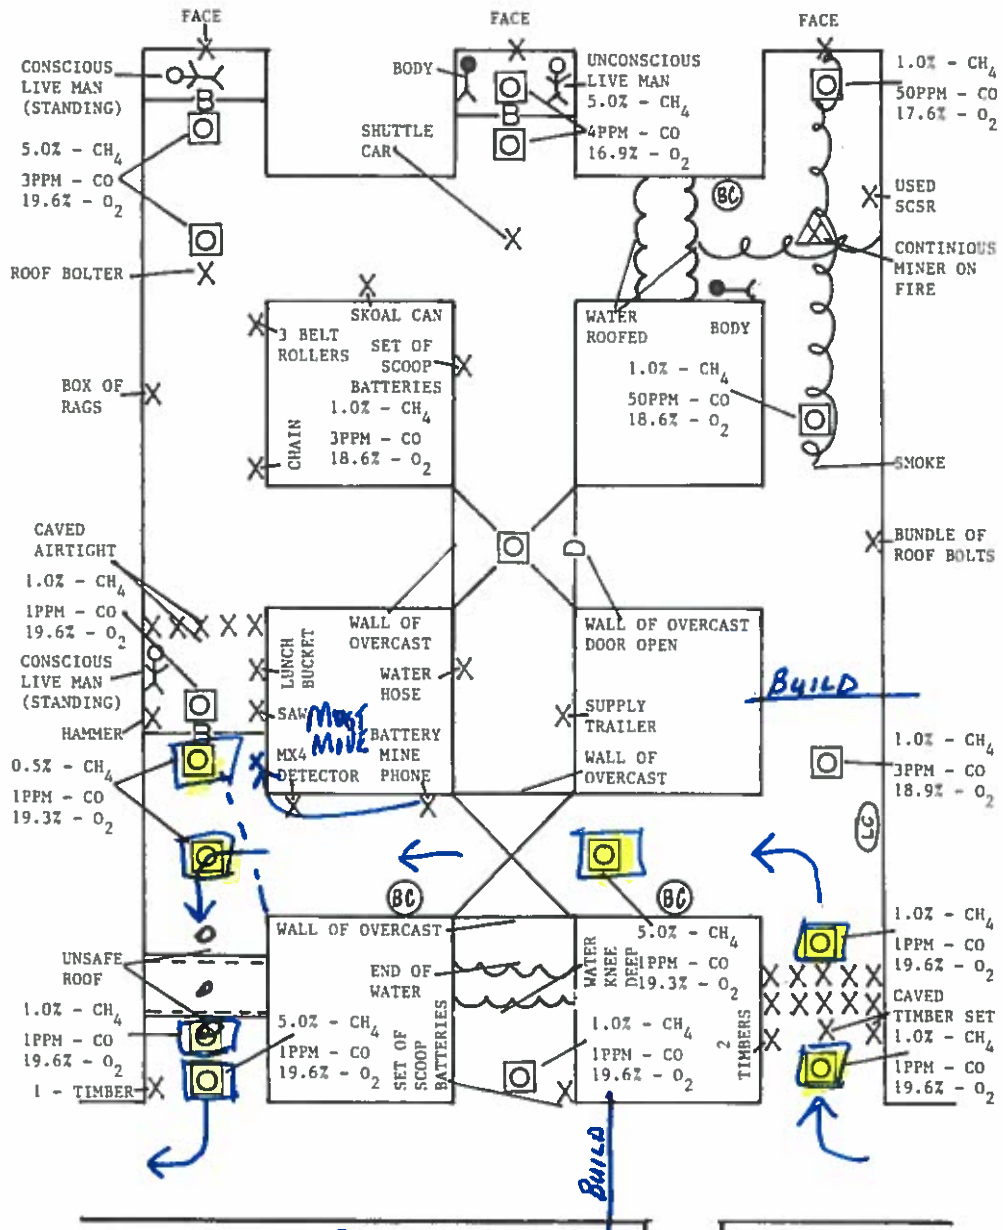 FACE
FACE
FACE
CONSCIOUS
LIVE MAN
(STANDING)
B
5.0% - CH4
3PPM - CO
19.6% - O2
BODY
UNCONSCIOUS
LIVE MAN
5.0% - CH4
4PPM - CO
16.9% - O2
B
SHUTTLE
CAR
1.0% - CH4
50PPM - CO
17.6% - O2
BC
USED
SCSR
CONTINIOUS
MINER ON
FIRE
ROOF BOLTER
SKOAL CAN
3 BELT
ROLLERS
SET OF
SCOOP
BATTERIES
1.0% - CH4
3PPM - CO
18.6% - O2
CHAIN
WATER
ROOFED
BODY
1.0% - CH4
50PPM - CO
18.6% - O2
BOX OF
RAGS
SMOKE
CAVED
AIRTIGHT
1.0% - CH4
1PPM - CO
19.6% - O2
D
BUNDLE OF
ROOF BOLTS
CONSCIOUS
LIVE MAN
(STANDING)
HAMMER
B
LUNCH
BUCKET
WALL OF
OVERCAST
WATER
HOSE
SAW
MUST
MOVE
MX4
DETECTOR
BATTERY
MINE
PHONE
WALL OF OVERCAST
DOOR OPEN
SUPPLY
TRAILER
WALL OF
OVERCAST
BUILD
0.5% - CH4
1PPM - CO
19.3% - O2
1.0% - CH4
3PPM - CO
18.9% - O2
LC
BC
BC
UNSAFE
ROOF
1.0% - CH4
1PPM - CO
19.6% - O2
1 - TIMBER
WALL OF OVERCAST
END OF
WATER
5.0% - CH4
1PPM - CO
19.6% - O2
SET OF
SCOOP
BATTERIES
WATER
KNEE
DEEP
5.0% - CH4
1PPM - CO
19.3% - O2
1.0% - CH4
1PPM - CO
19.6% - O2
2
TIMBERS
1.0% - CH4
1PPM - CO
19.6% - O2
CAVED
TIMBER SET
1.0% - CH4
1PPM - CO
19.6% - O2
BUILD